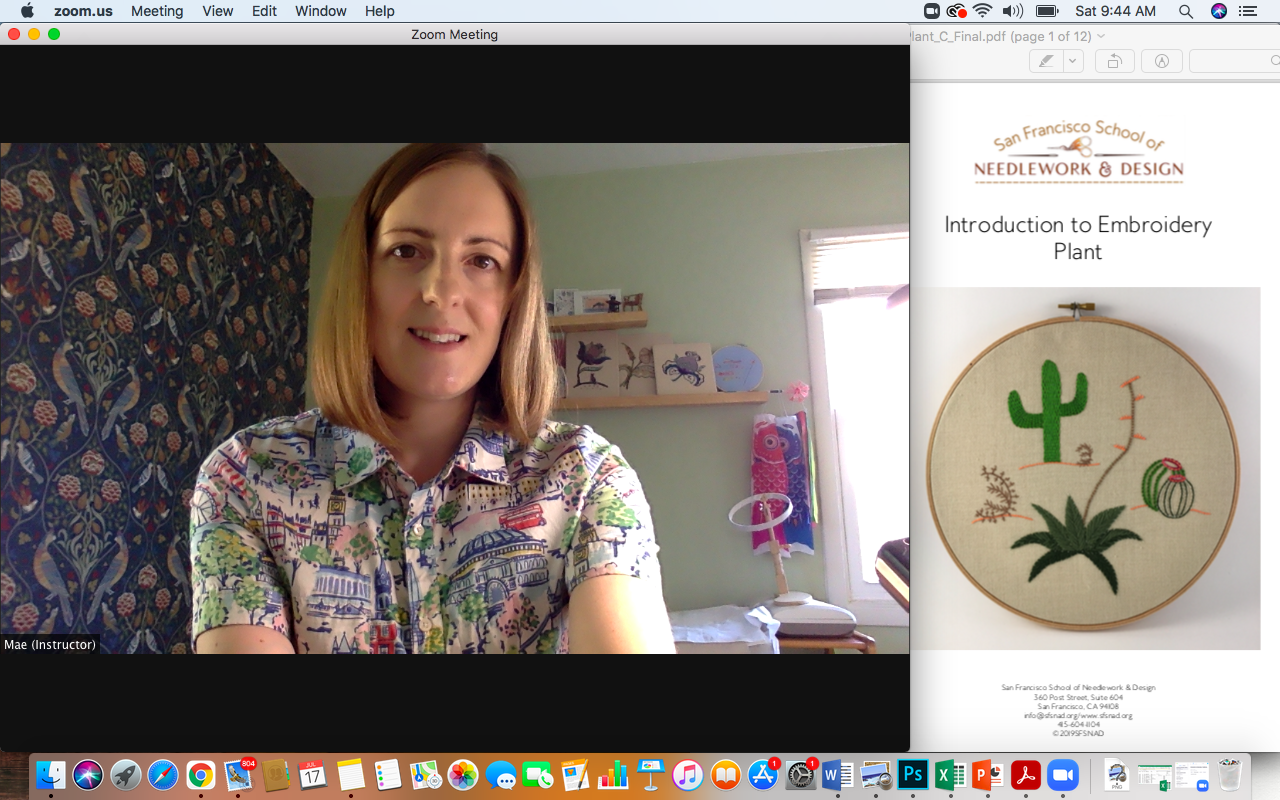 zoom.us Meeting View Edit Window Help
Sat 9:44 AM
Zoom Meeting
lant_C_Final.pdf (page 1 of 12)
San Francisco School of
NEEDLEWORK & DESIGN
Introduction to Embroidery
Plant
San Francisco School of Needlework & Design
360 Post Street, Suite 604
San Francisco, CA 94108
info@sfsnad.org/www.sfsnad.org
415-604-1104
©2019SFSNAD
Mae (Instructor)
804
JUL
17
1
1
W
Ps
X
P
PNG